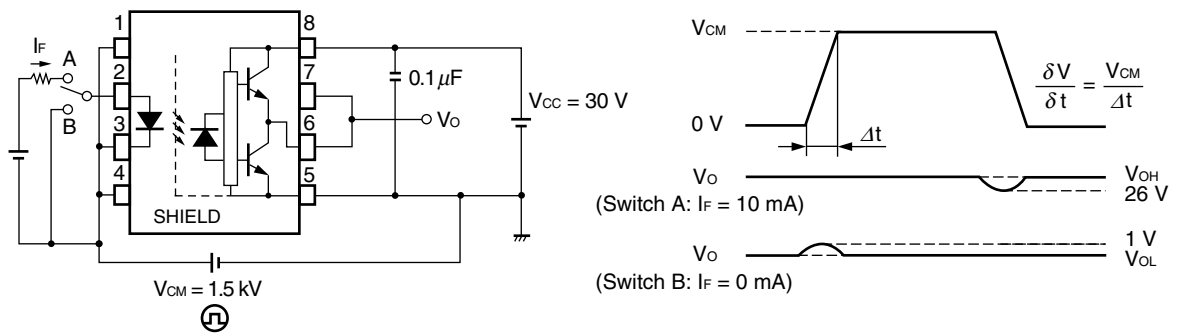 1
8
IF
A
2
7
0.1 μF
VCC = 30 V
B
VO
3
6
4
5
SHIELD
VCM = 1.5 kV
VCM
δV
δt
=
VCM
Δt
0 V
Δt
VO
VOH
26 V
(Switch A: IF = 10 mA)
1 V
VO
VOL
(Switch B: IF = 0 mA)